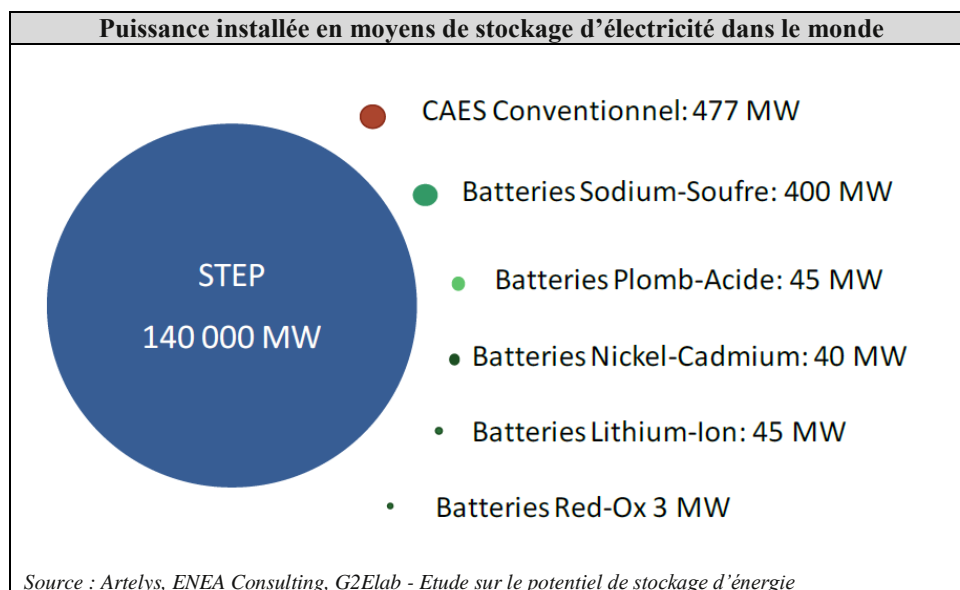 Puissance installée en moyens de stockage d’électricité dans le monde
CAES Conventionnel: 477 MW
Batteries Sodium-Soufre: 400 MW
STEP
140 000 MW
Batteries Plomb-Acide: 45 MW
Batteries Nickel-Cadmium: 40 MW
Batteries Lithium-Ion: 45 MW
Batteries Red-Ox 3 MW
Source : Artelys, ENEA Consulting, G2Elab - Etude sur le potentiel de stockage d’énergie